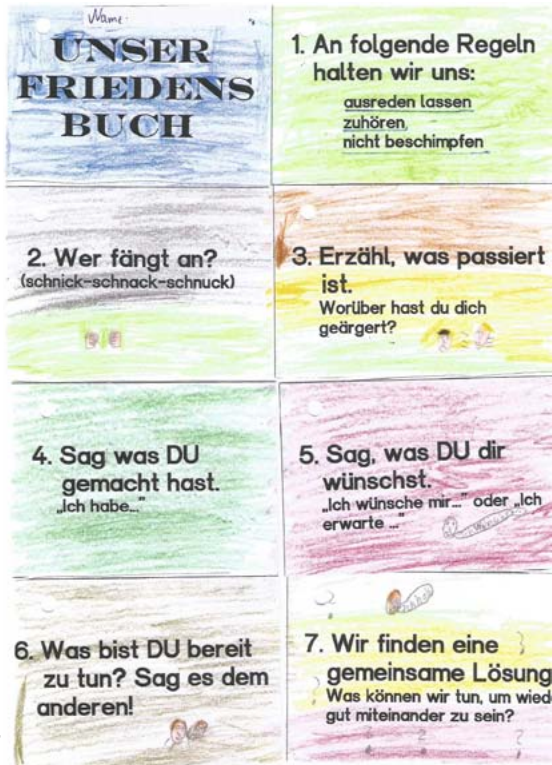 Name:
UNSER
FRIEDENS
BUCH
1. An folgende Regeln
halten wir uns:
ausreden lassen
zuhören
nicht beschimpfen
2. Wer fängt an?
(schnick-schnack-schnuck)
3. Erzähl, was passiert
ist.
Worüber hast du dich
geärgert?
4. Sag was DU
gemacht hast.
„Ich habe..."
5. Sag, was DU dir
wünschst.
„Ich wünsche mir..." oder „Ich
erwarte ..."
6. Was bist DU bereit
zu tun? Sag es dem
anderen!
7. Wir finden eine
gemeinsame Lösung
Was können wir tun, um wiede
gut miteinander zu sein?
? ? ?